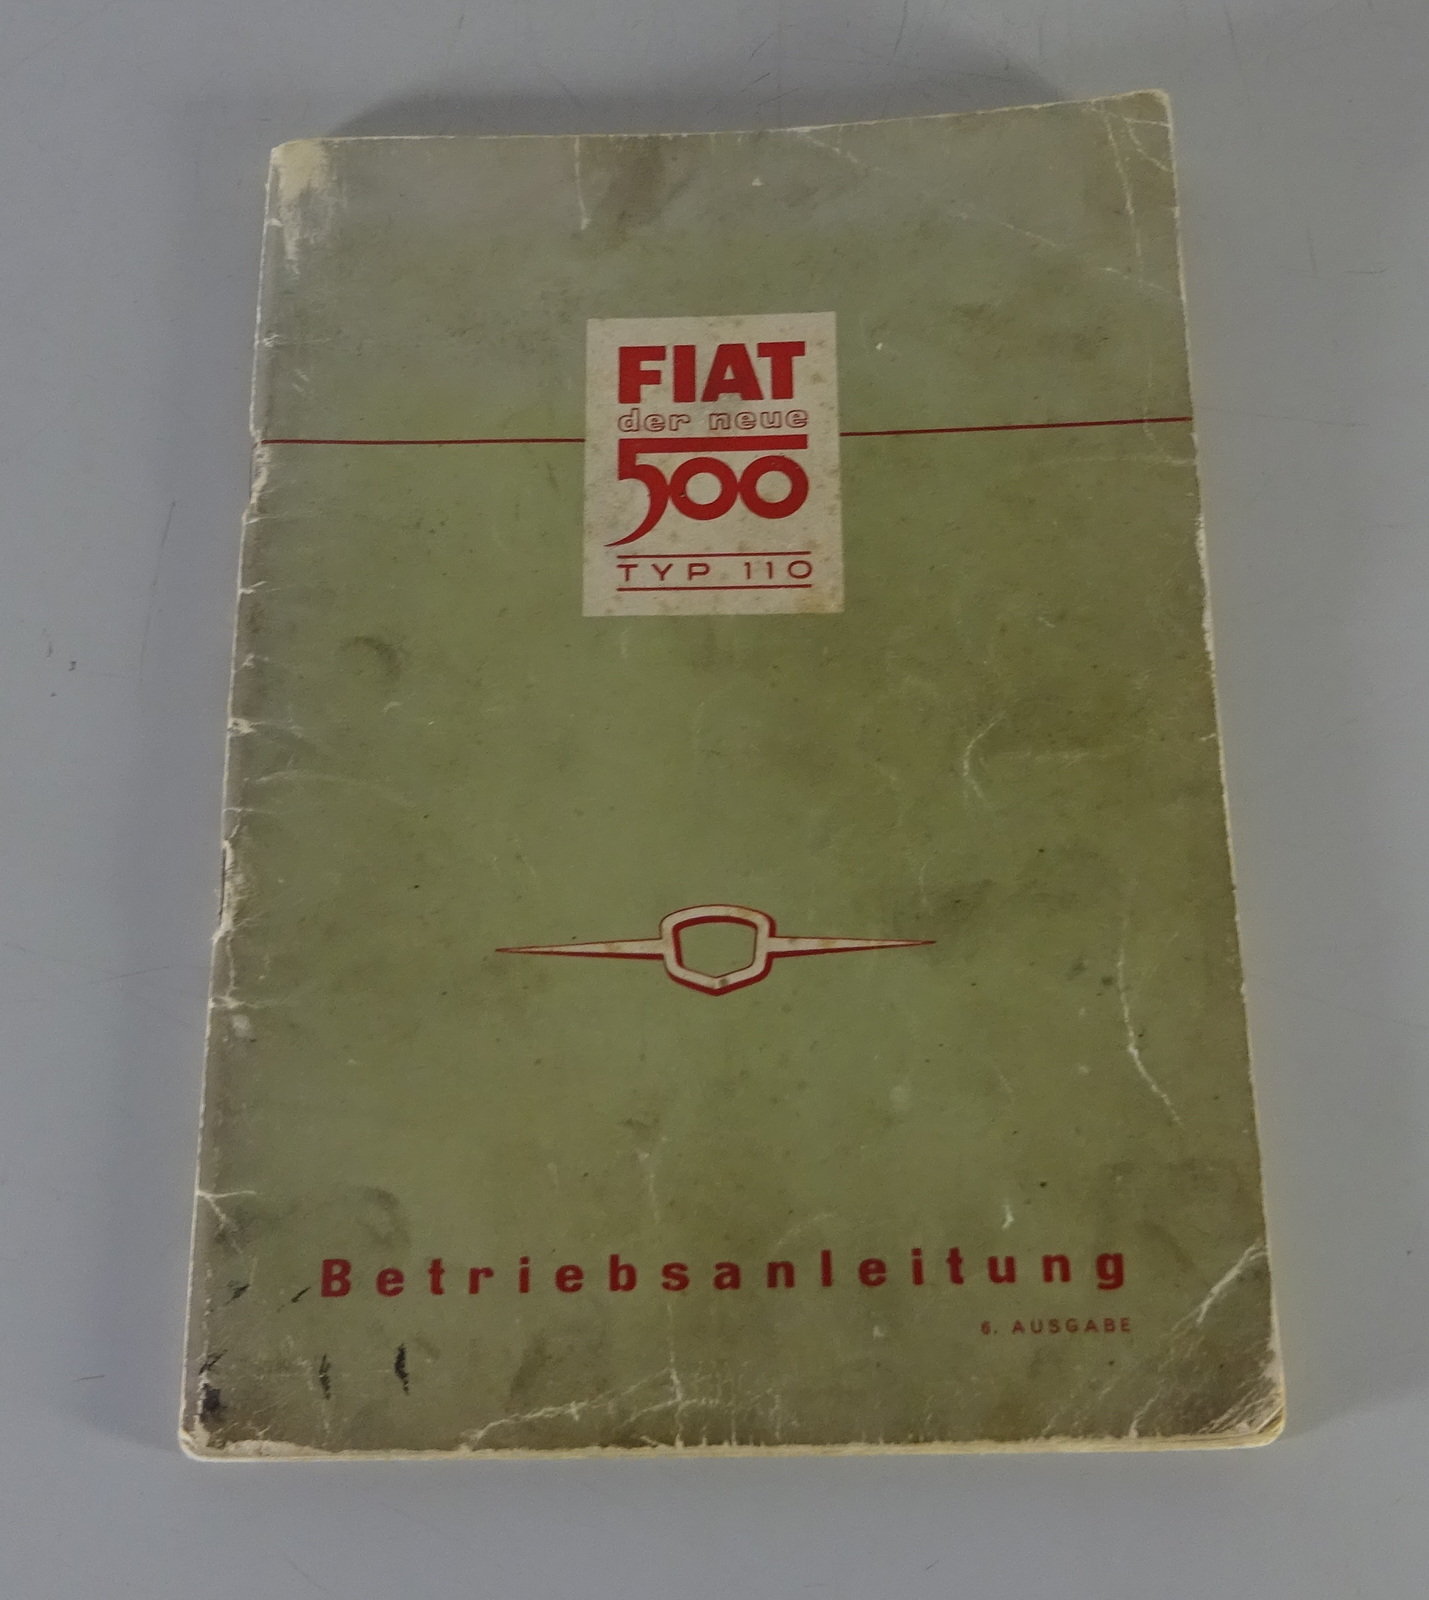 FIAT
der neue
500
TYP 110
Betriebsanleitung
6. AUSGABE